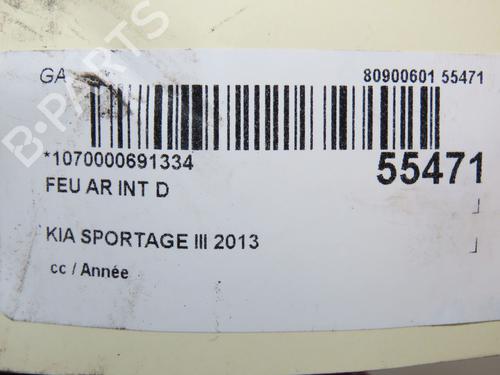 GA
80900601 55471
*1070000691334
55471
FEU AR INT D
KIA SPORTAGE III 2013
cc / Année
B-PARTS